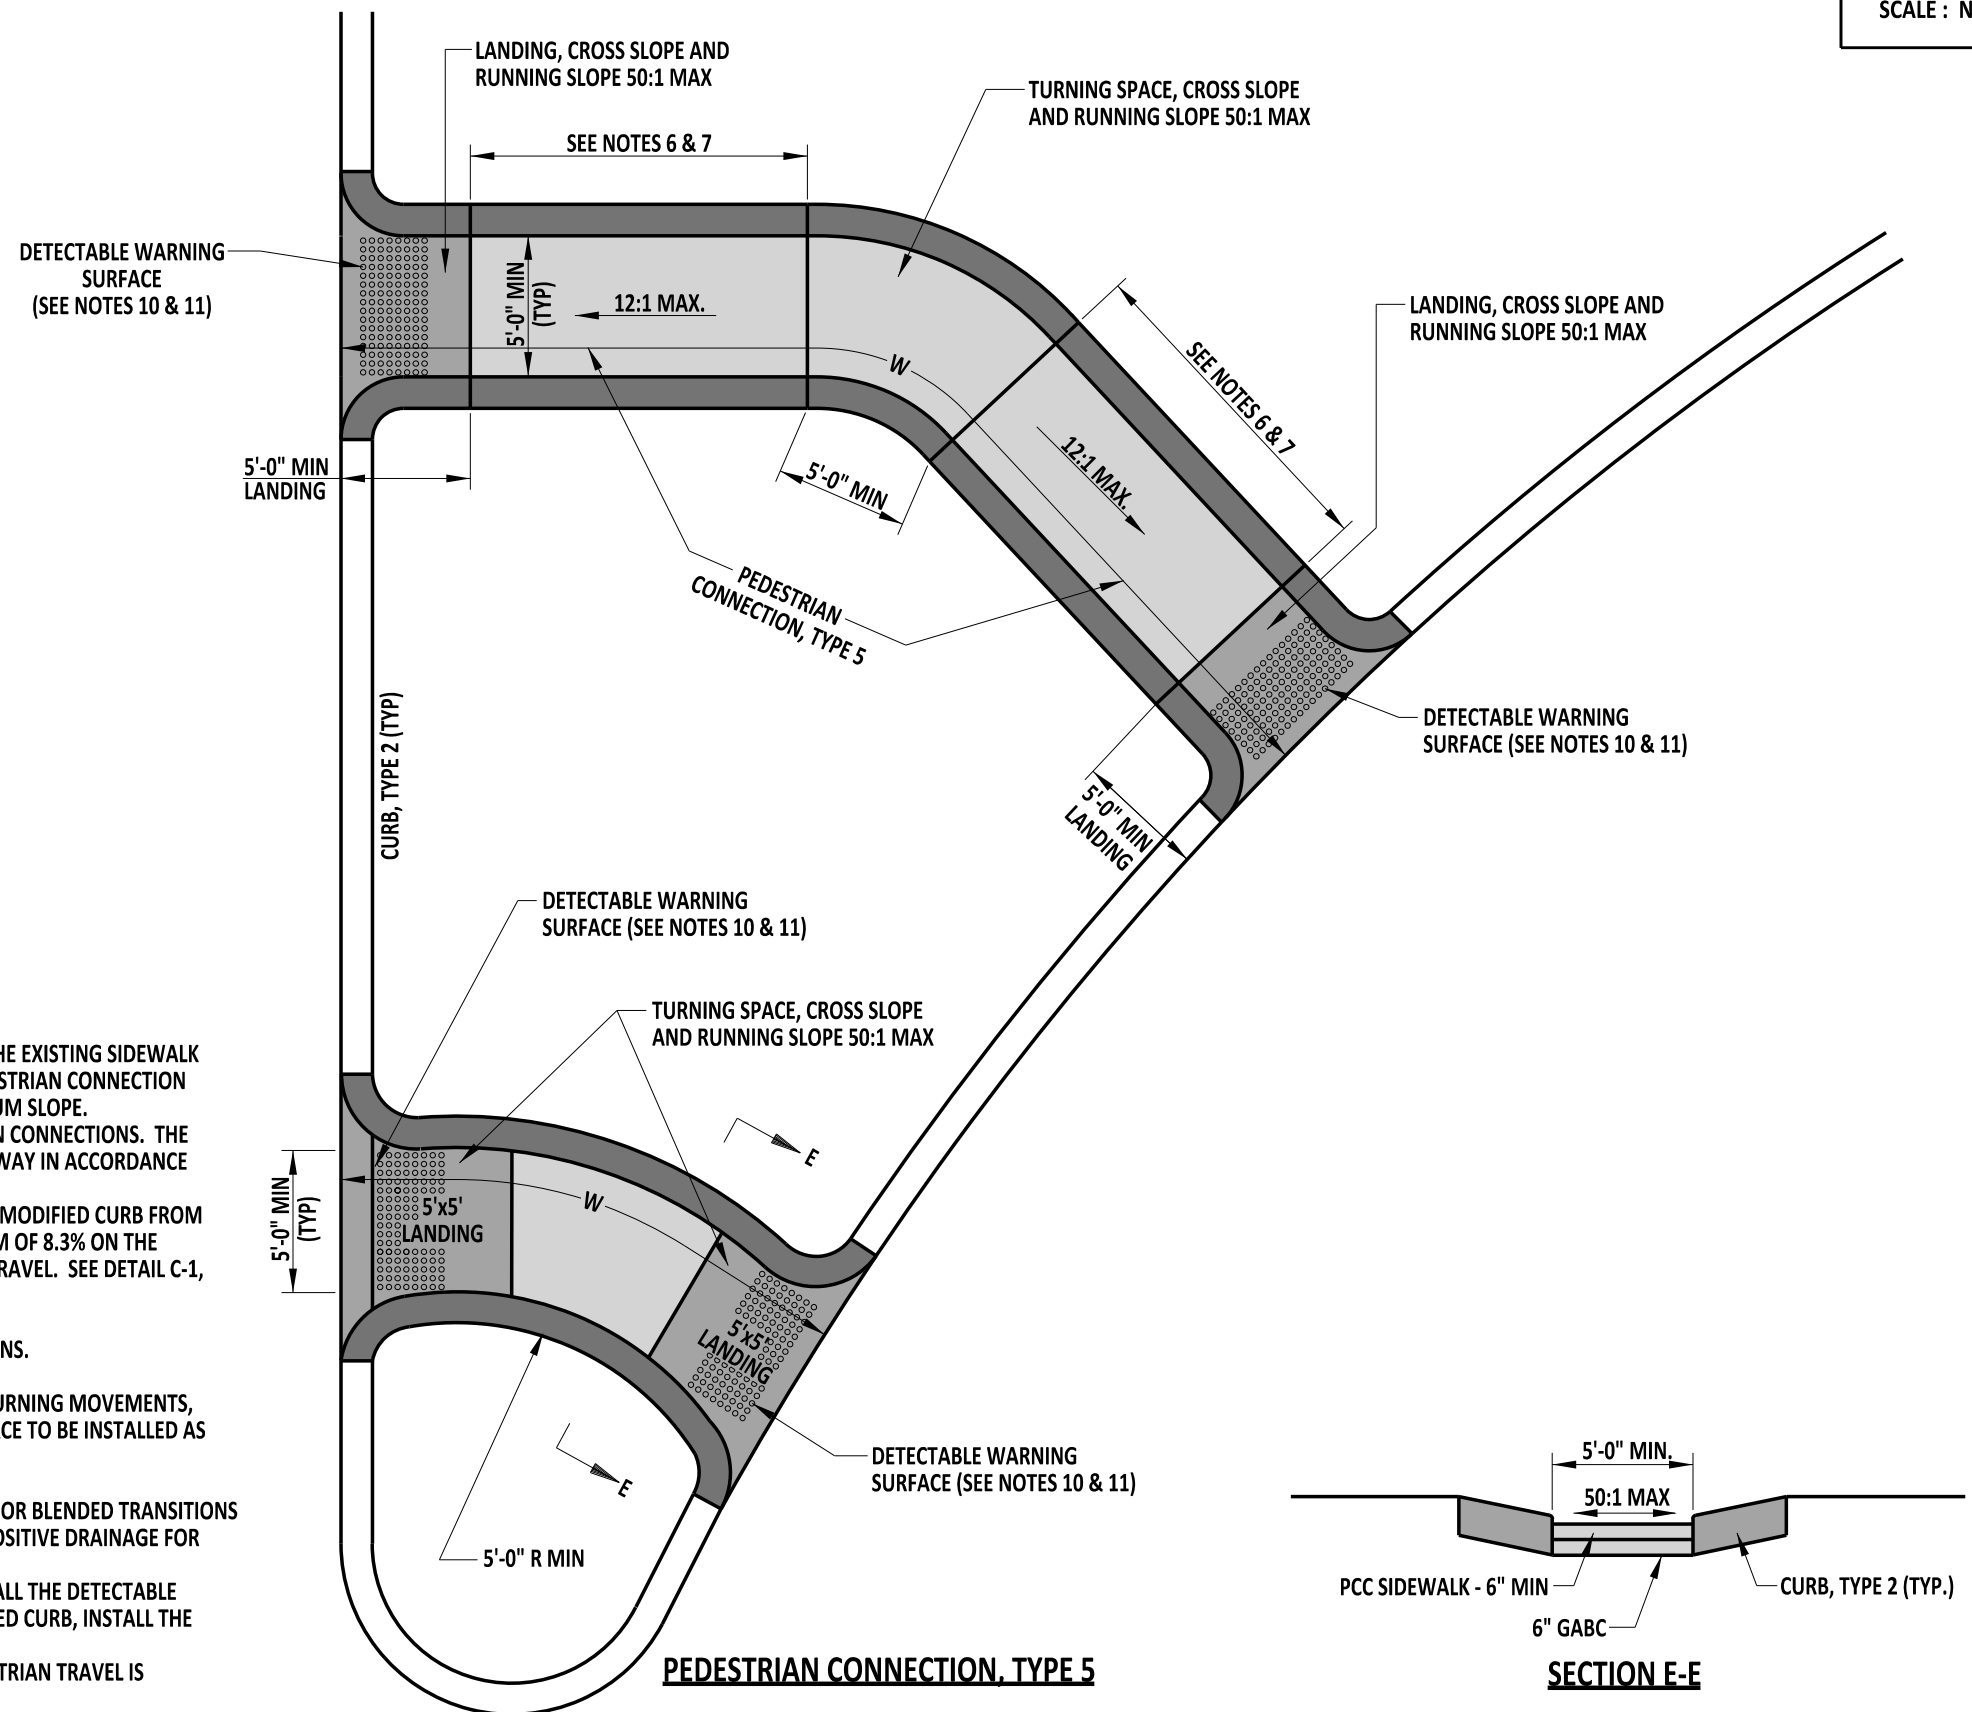 SCALE : N
LANDING, CROSS SLOPE AND
RUNNING SLOPE 50:1 MAX
TURNING SPACE, CROSS SLOPE
AND RUNNING SLOPE 50:1 MAX
SEE NOTES 6 & 7
DETECTABLE WARNING
SURFACE
(SEE NOTES 10 & 11)
5'-0" MIN
(TYP)
12:1 MAX.
W
LANDING, CROSS SLOPE AND
RUNNING SLOPE 50:1 MAX
SEE NOTES 6 & 7
12:1 MAX.
5'-0" MIN
LANDING
5'-0" MIN
PEDESTRIAN
CONNECTION, TYPE 5
DETECTABLE WARNING
SURFACE (SEE NOTES 10 & 11)
5'-0" MIN
LANDING
CURB, TYPE 2 (TYP)
DETECTABLE WARNING
SURFACE (SEE NOTES 10 & 11)
TURNING SPACE, CROSS SLOPE
AND RUNNING SLOPE 50:1 MAX
HE EXISTING SIDEWALK
STRIAN CONNECTION
UM SLOPE.
N CONNECTIONS. THE
WAY IN ACCORDANCE
MODIFIED CURB FROM
M OF 8.3% ON THE
RAVEL. SEE DETAIL C-1,
NS.
URNING MOVEMENTS,
CE TO BE INSTALLED AS
OR BLENDED TRANSITIONS
OSITIVE DRAINAGE FOR
ALL THE DETECTABLE
ED CURB, INSTALL THE
TRIAN TRAVEL IS
5'-0" MIN
(TYP)
5'x5'
LANDING
W
E
5'x5'
LANDING
E
5'-0" R MIN
DETECTABLE WARNING
SURFACE (SEE NOTES 10 & 11)
PEDESTRIAN CONNECTION, TYPE 5
5'-0" MIN.
50:1 MAX
PCC SIDEWALK - 6" MIN
CURB, TYPE 2 (TYP.)
6" GABC
SECTION E-E